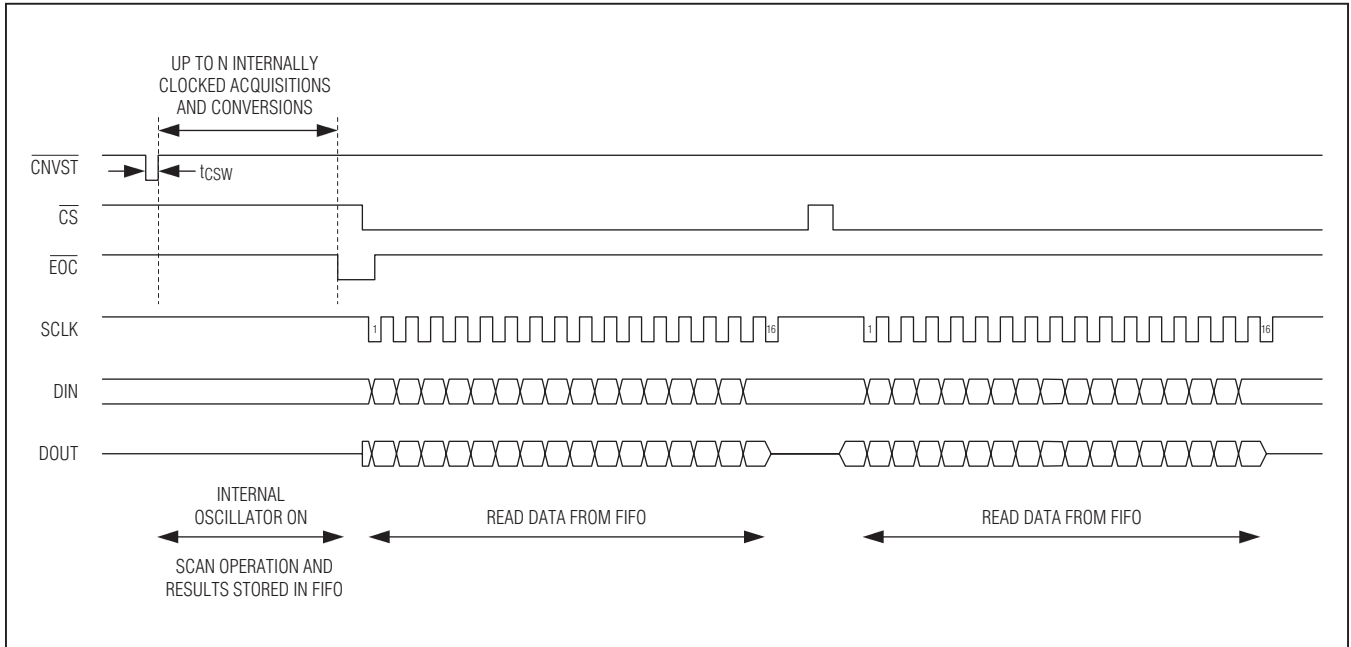 UP TO N INTERNALLY
CLOCKED ACQUISITIONS
AND CONVERSIONS
CNVST
tCSW
CS
EOC
SCLK
1
16
1
16
DIN
DOUT
INTERNAL
OSCILLATOR ON
READ DATA FROM FIFO
READ DATA FROM FIFO
SCAN OPERATION AND
RESULTS STORED IN FIFO